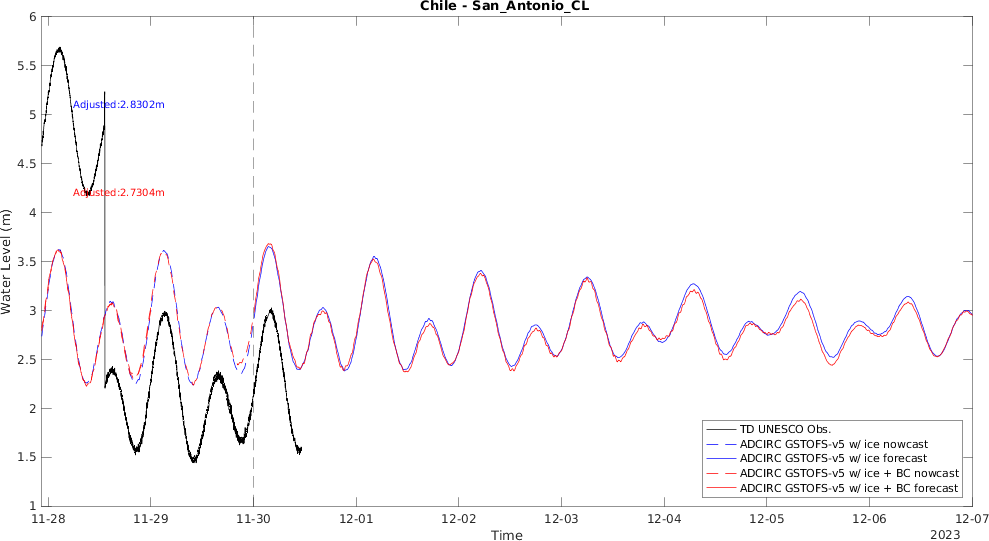 Chile - San_Antonio_CL
6
5.5
5
4.5
4
3.5
3
2.5
2
1.5
1
Water Level (m)
Adjusted:2.8302m
Adjusted:2.7304m
TD UNESCO Obs.
ADCIRC GSTOFS-v5 w/ ice nowcast
ADCIRC GSTOFS-v5 w/ ice forecast
ADCIRC GSTOFS-v5 w/ ice + BC nowcast
ADCIRC GSTOFS-v5 w/ ice + BC forecast
11-28 11-29 11-30 12-01 12-02 12-03 12-04 12-05 12-06 12-07
Time
2023